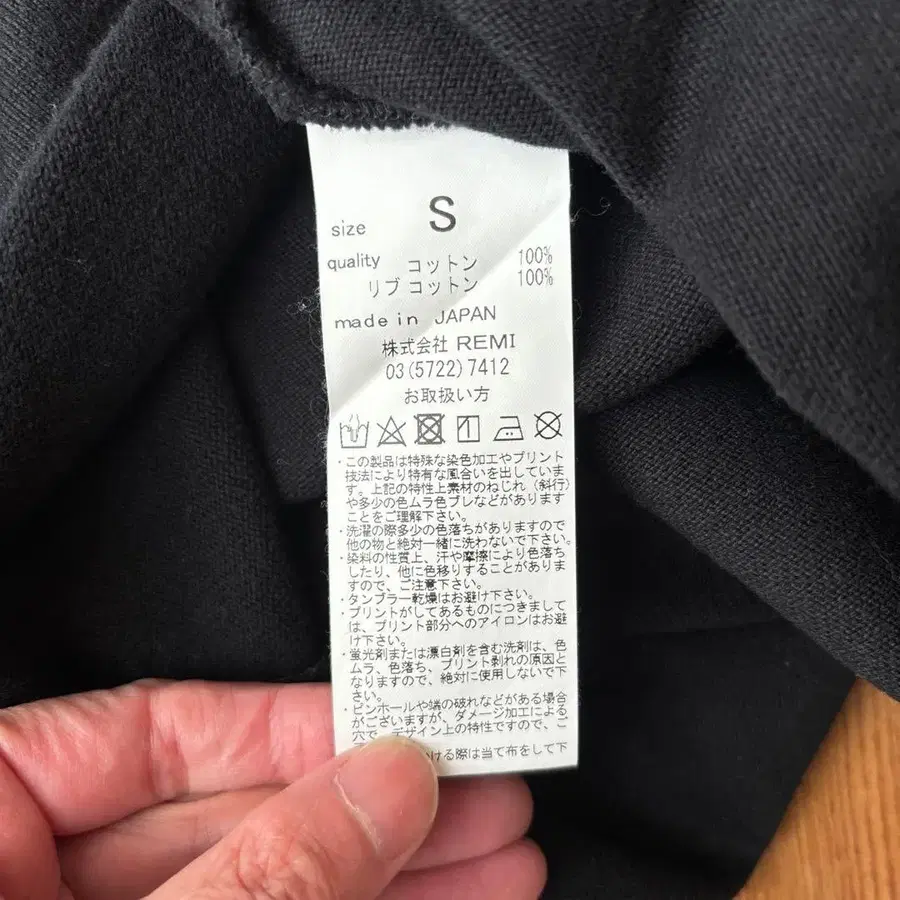 size S
quality コットン 100%
リブ コットン 100%
made in JAPAN
株式会社 REMI
03(5722)7412
お取扱い方
・この製品は特殊な染色加工やプリント
技法により特有な風合いを出していま
す。上記の特性上素材のねじれ（斜行）
や多少の色ムラ色ブレなどがあります
ことをご理解下さい。
・洗濯の際多少の色落ちがありますので
他の物と絶対一緒に洗わないで下さい。
・染料の性質上、汗や摩擦により色落ち
したり、他に色移りすることがありま
すので、ご注意下さい。
・タンブラー乾燥はお避け下さい。
・プリントがしてあるものにつきまして
は、プリント部分へのアイロンはお避
け下さい。
・蛍光剤または漂白剤を含む洗剤は、色
ムラ、色落ち、プリント剥れの原因と
なりますので、絶対に使用しないで下
さい。
・ピンホールや端の破れなどがある場合
がございますが、ダメージ加工による
穴で、デザイン上の特性ですので、ご
かける際は当て布をして下